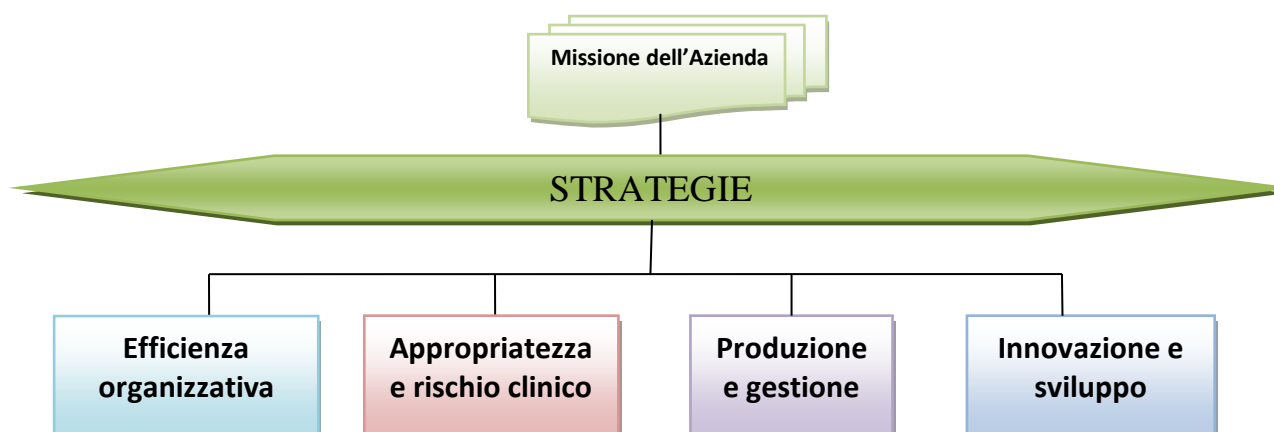 Missione dell’Azienda
STRATEGIE
Efficienza
organizzativa
Appropriatezza
e rischio clinico
Produzione
e gestione
Innovazione e
sviluppo